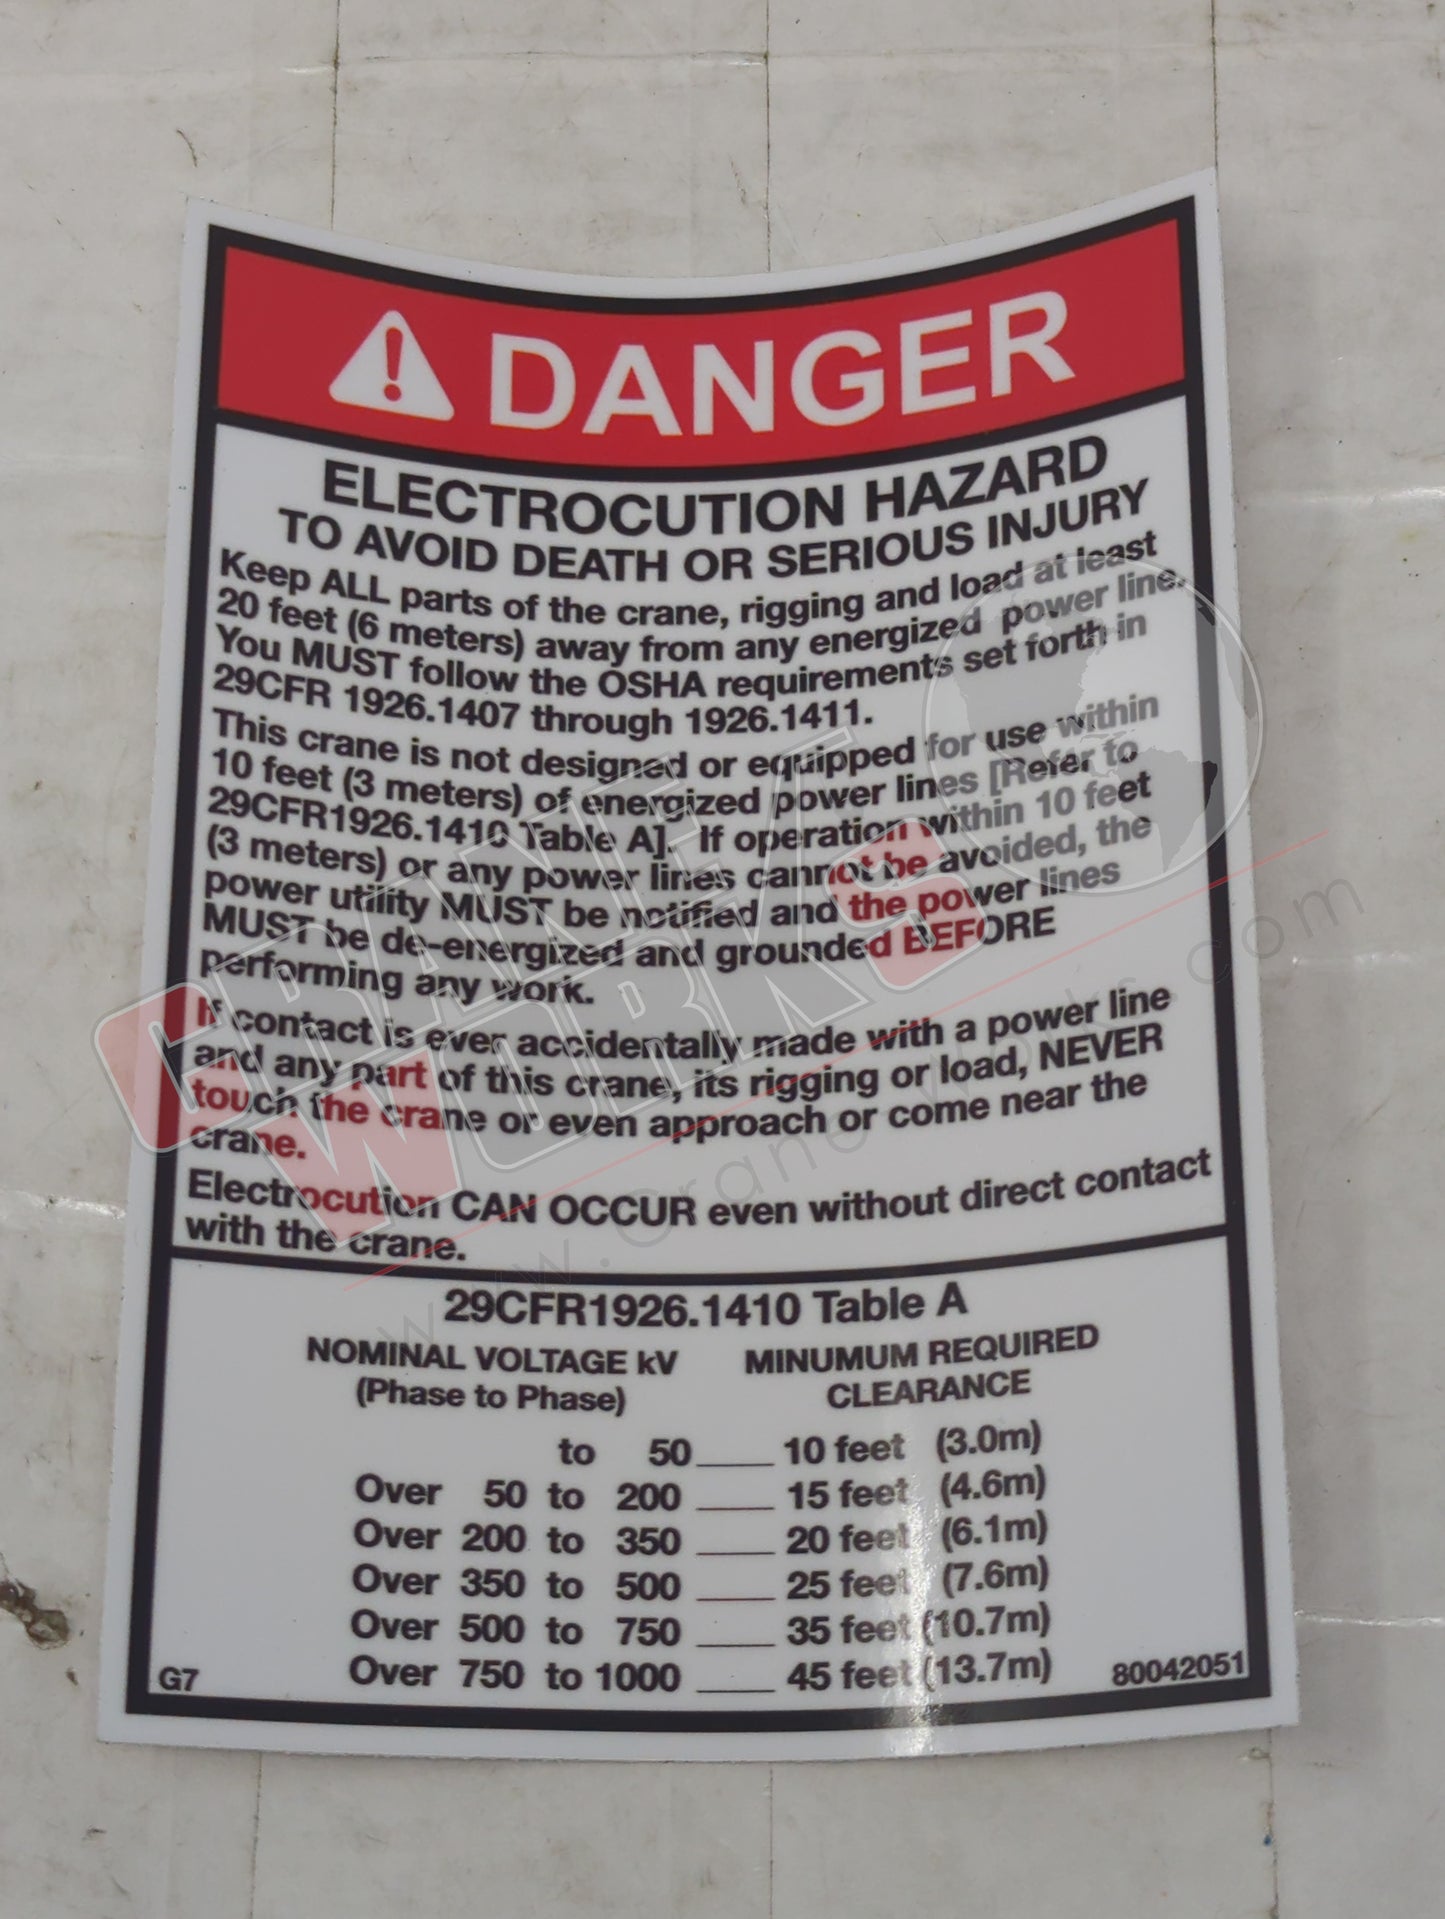 DANGER
ELECTROCUTION HAZARD
TO AVOID DEATH OR SERIOUS INJURY
Keep ALL parts of the crane, rigging and load at least
20 feet (6 meters) away from any energized power line.
You MUST follow the OSHA requirements set forth in
29CFR 1926.1407 through 1926.1411.
This crane is not designed or equipped for use within
10 feet (3 meters) of energized power lines [Refer to
29CFR1926.1410 Table A]. If operation within 10 feet
(3 meters) or any power lines cannot be avoided, the
power utility MUST be notified and the power lines
MUST be de-energized and grounded BEFORE
performing any work.
If contact is ever accidentally made with a power line
and any part of this crane, its rigging or load, NEVER
touch the crane or even approach or come near the
crane.
Electrocution CAN OCCUR even without direct contact
with the crane.
29CFR1926.1410 Table A
NOMINAL VOLTAGE kV MINUMUM REQUIRED
(Phase to Phase) CLEARANCE
to 50 ____ 10 feet (3.0m)
Over 50 to 200 ____ 15 feet (4.6m)
Over 200 to 350 ____ 20 feet (6.1m)
Over 350 to 500 ____ 25 feet (7.6m)
Over 500 to 750 ____ 35 feet (10.7m)
Over 750 to 1000 ____ 45 feet (13.7m)
G7 80042051
CRANEKS
WORKS